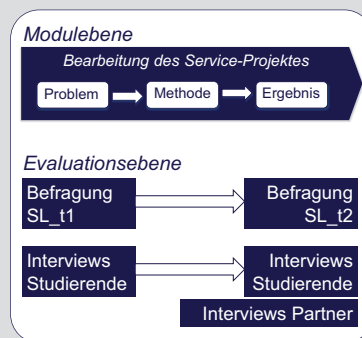 Modulebene
Bearbeitung des Service-Projektes
Problem Methode Ergebnis
Evaluationsebene
Befragung Befragung
SL_t1 SL_t2
Interviews Interviews
Studierende Studierende
Interviews Partner